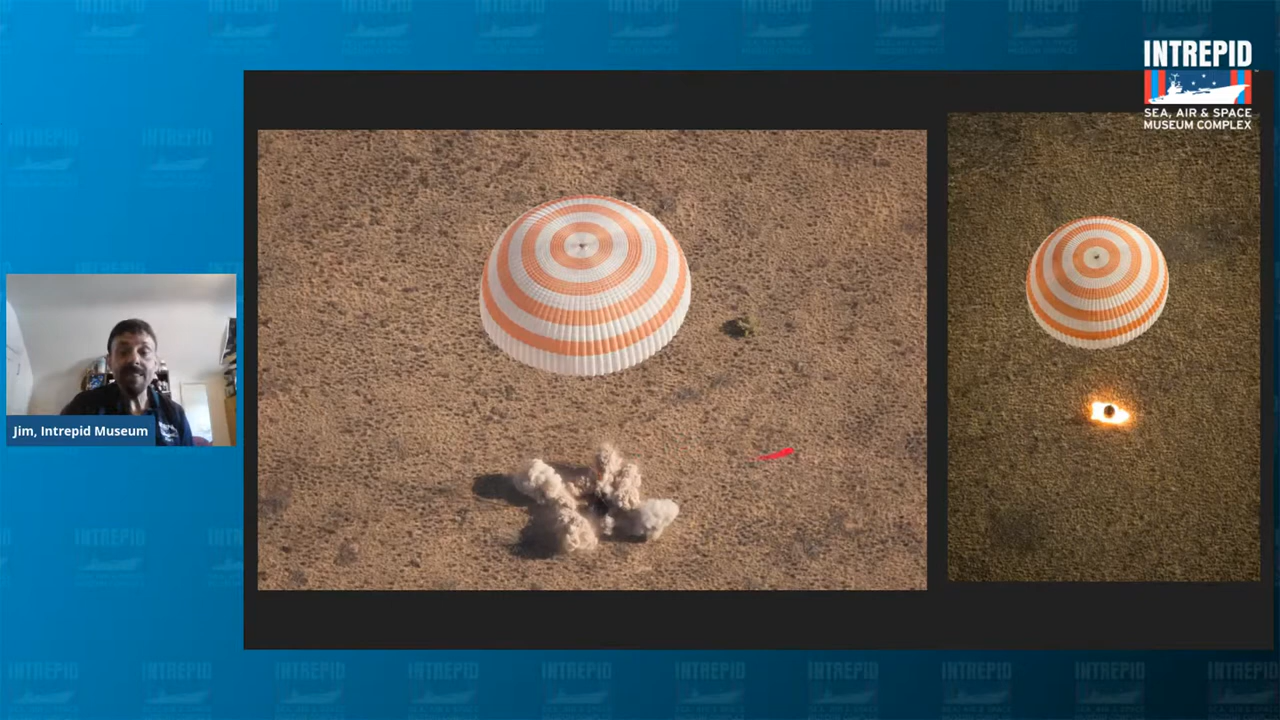 INTREPID
SEA, AIR & SPACE
MUSEUM COMPLEX
Jim, Intrepid Museum